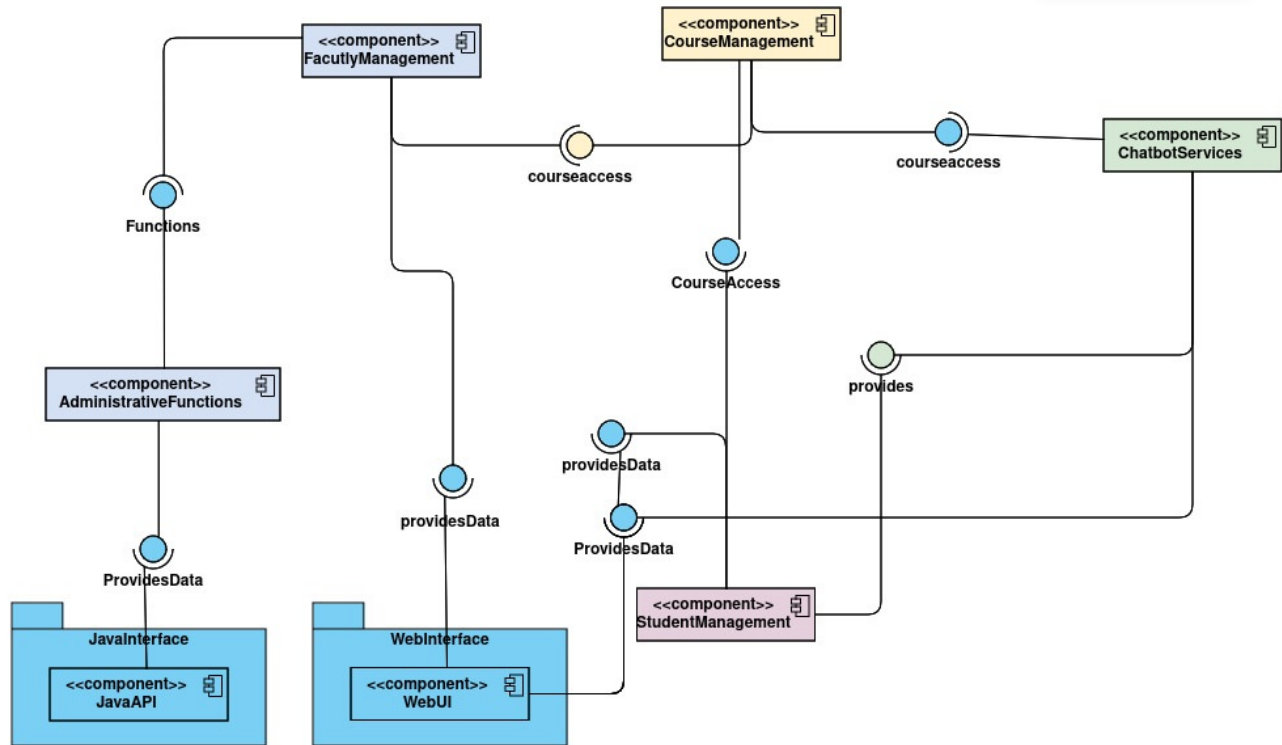 <<component>>
FacutlyManagement
<<component>>
CourseManagement
<<component>>
ChatbotServices
courseaccess
courseaccess
Functions
CourseAccess
<<component>>
AdministrativeFunctions
provides
providesData
providesData
ProvidesData
ProvidesData
<<component>>
StudentManagement
JavaInterface
<<component>>
JavaAPI
WebInterface
<<component>>
WebUI